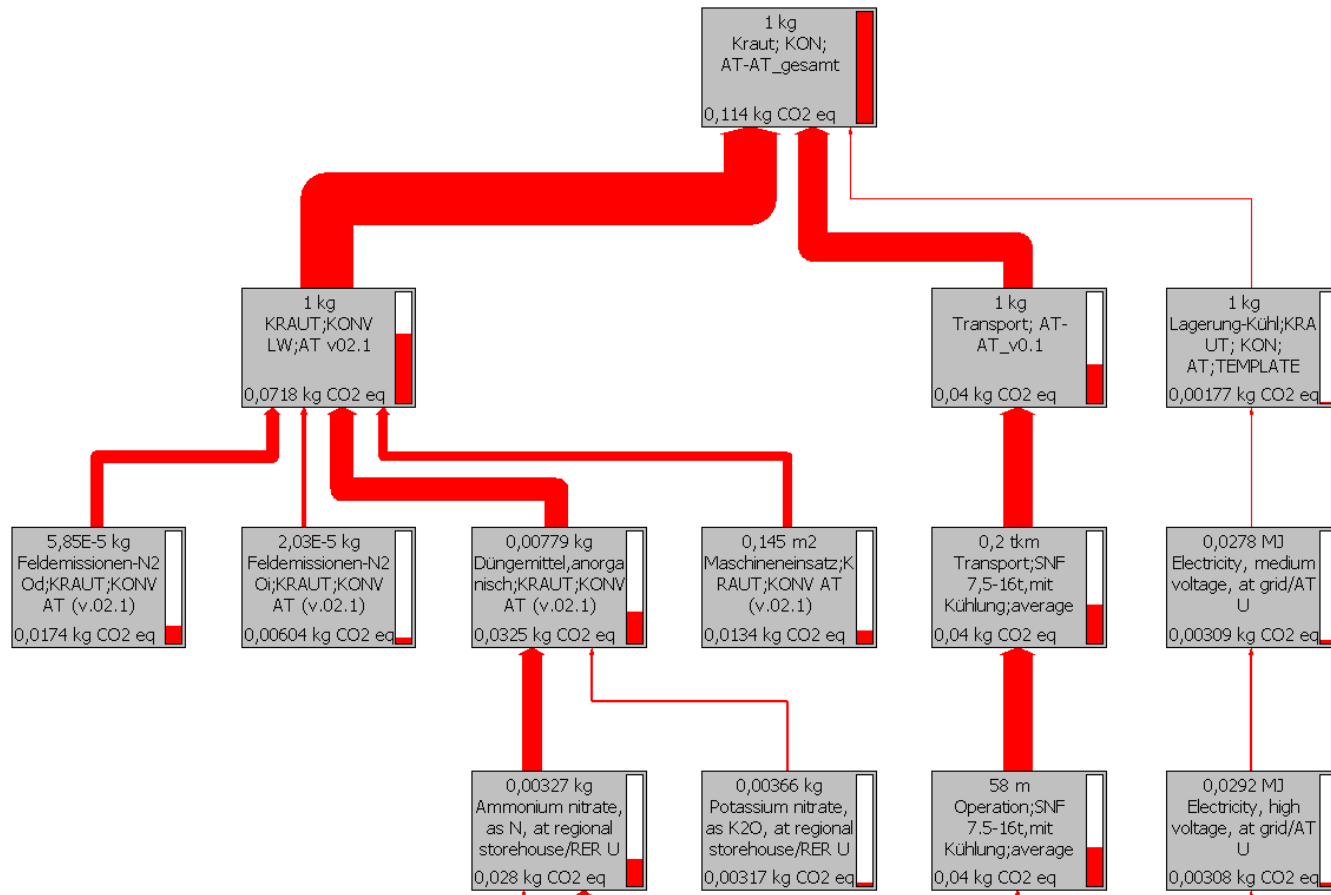 1 kg
Kraut; KON;
AT-AT_gesamt
0,114 kg CO2 eq
1 kg
KRAUT;KONV
LW;AT v02.1
0,0718 kg CO2 eq
1 kg
Transport; AT-
AT_v0.1
0,04 kg CO2 eq
1 kg
Lagerung-Kühl;KRA
UT; KON;
AT;TEMPLATE
0,00177 kg CO2 eq
5,85E-5 kg
Feldemissionen-N2
Od;KRAUT;KONV
AT (v.02.1)
0,0174 kg CO2 eq
2,03E-5 kg
Feldemissionen-N2
Oi;KRAUT;KONV
AT (v.02.1)
0,00604 kg CO2 eq
0,00779 kg
Düngemittel,anorga
nisch;KRAUT;KONV
AT (v.02.1)
0,0325 kg CO2 eq
0,145 m2
Maschineneinsatz;K
RAUT;KONV AT
(v.02.1)
0,0134 kg CO2 eq
0,2 tkm
Transport;SNF
7,5-16t,mit
Kühlung;average
0,04 kg CO2 eq
0,0278 MJ
Electricity, medium
voltage, at grid/AT
U
0,00309 kg CO2 eq
0,00327 kg
Ammonium nitrate,
as N, at regional
storehouse/RER U
0,028 kg CO2 eq
0,00366 kg
Potassium nitrate,
as K2O, at regional
storehouse/RER U
0,00317 kg CO2 eq
58 m
Operation;SNF
7.5-16t,mit
Kühlung;average
0,04 kg CO2 eq
0,0292 MJ
Electricity, high
voltage, at grid/AT
U
0,00308 kg CO2 eq